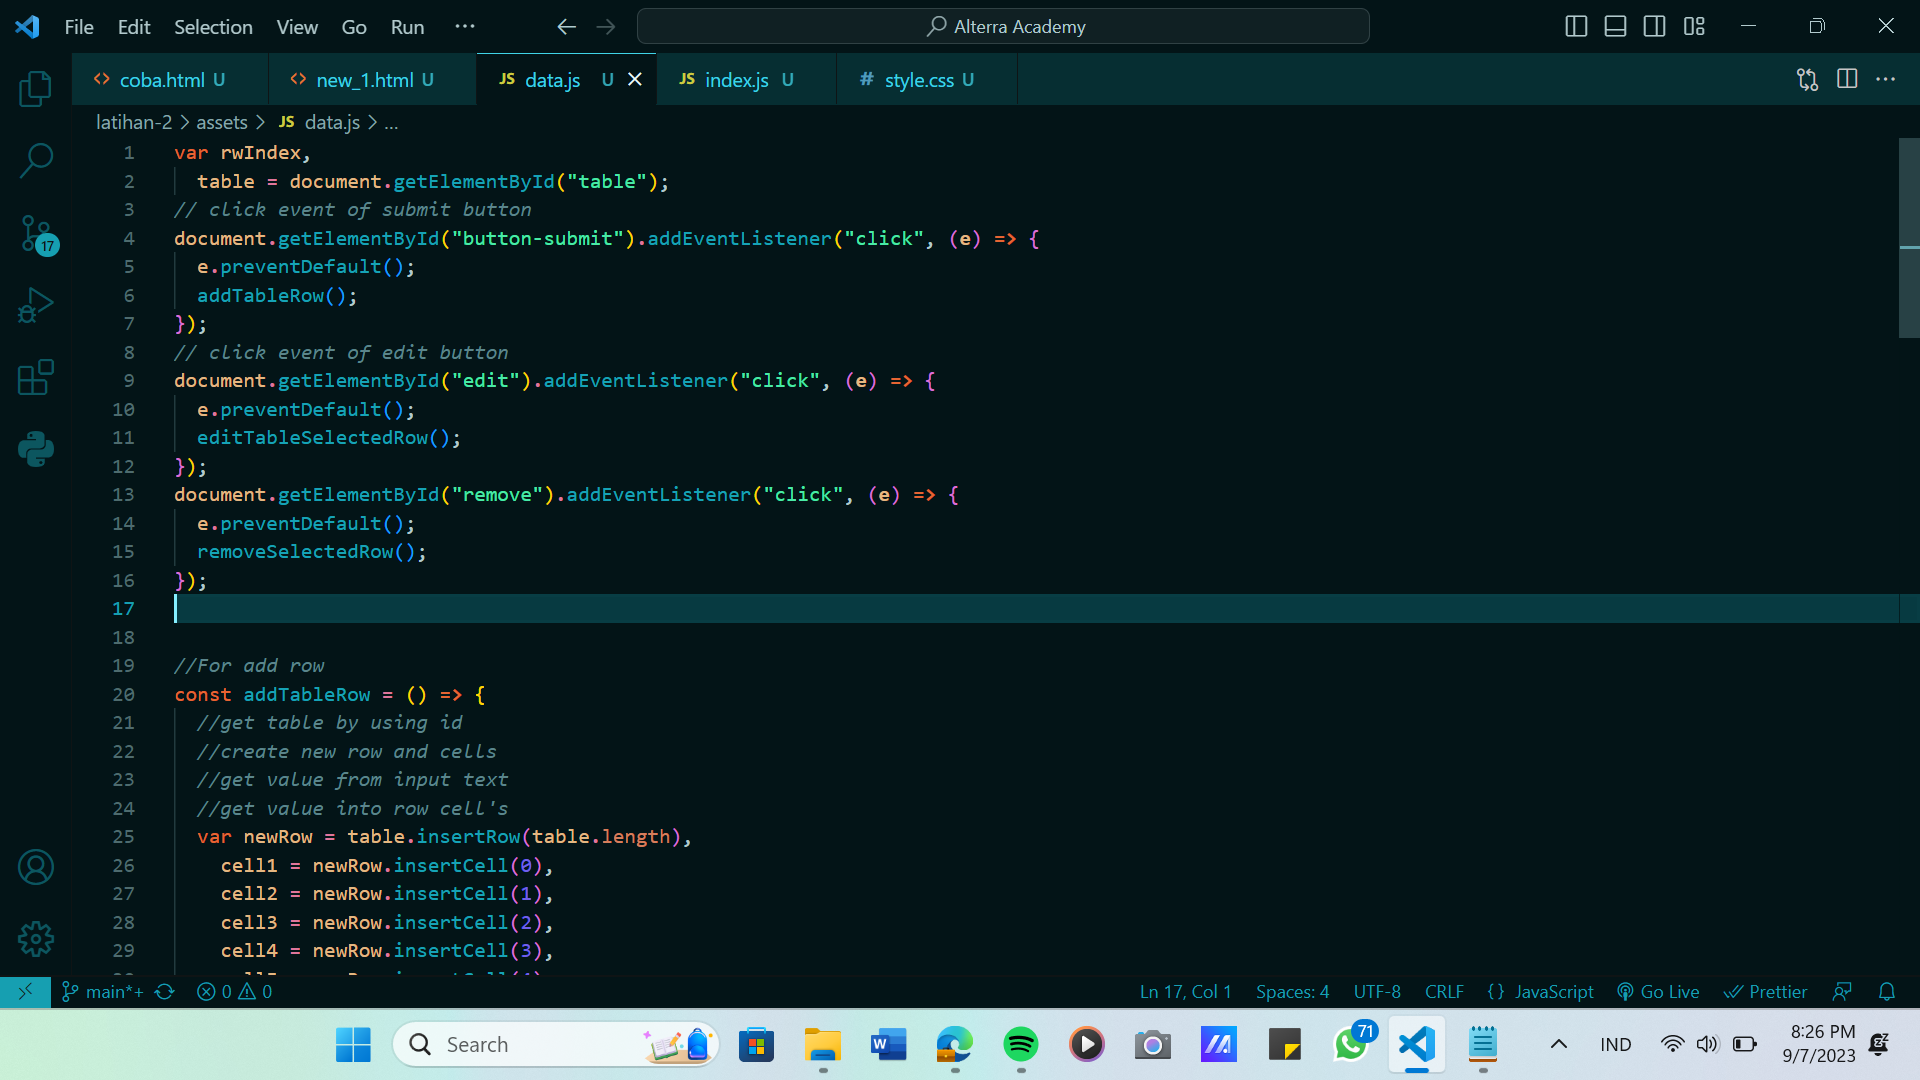 File Edit Selection View Go Run ··· Alterra Academy
<> coba.html U <> new_1.html U JS data.js U JS index.js U # style.css U
latihan-2 > assets > JS data.js > ...
1 var rwIndex,
2 table = document.getElementById("table");
3 // click event of submit button
4 document.getElementById("button-submit").addEventListener("click", (e) => {
5 e.preventDefault();
6 addTableRow();
7 });
8 // click event of edit button
9 document.getElementById("edit").addEventListener("click", (e) => {
10 e.preventDefault();
11 editTableSelectedRow();
12 });
13 document.getElementById("remove").addEventListener("click", (e) => {
14 e.preventDefault();
15 removeSelectedRow();
16 });
17
18
19 //For add row
20 const addTableRow = () => {
21 //get table by using id
22 //create new row and cells
23 //get value from input text
24 //get value into row cell's
25 var newRow = table.insertRow(table.length),
26 cell1 = newRow.insertCell(0),
27 cell2 = newRow.insertCell(1),
28 cell3 = newRow.insertCell(2),
29 cell4 = newRow.insertCell(3),
17
main*+ 0 0 Ln 17, Col 1 Spaces: 4 UTF-8 CRLF {} JavaScript Go Live Prettier
Search W 71 IND 8:26 PM
9/7/2023